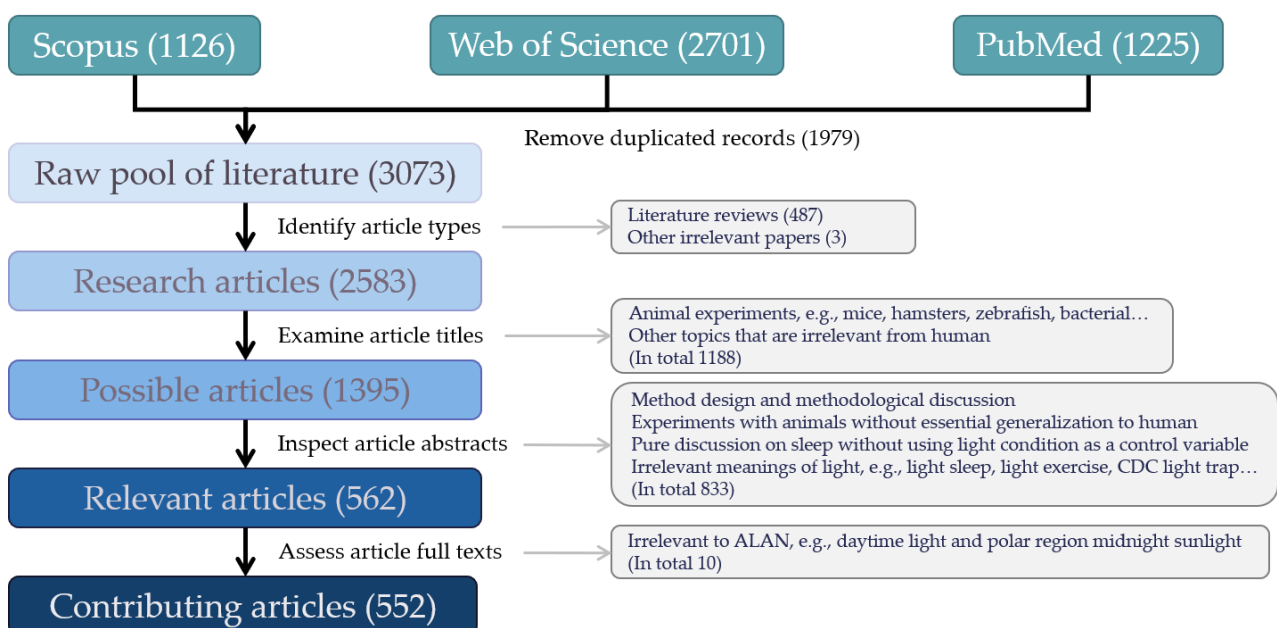 Scopus (1126)
Web of Science (2701)
PubMed (1225)
Remove duplicated records (1979)
Raw pool of literature (3073)
Identify article types
Literature reviews (487)
Other irrelevant papers (3)
Research articles (2583)
Examine article titles
Animal experiments, e.g., mice, hamsters, zebrafish, bacterial…
Other topics that are irrelevant from human
(In total 1188)
Possible articles (1395)
Inspect article abstracts
Method design and methodological discussion
Experiments with animals without essential generalization to human
Pure discussion on sleep without using light condition as a control variable
Irrelevant meanings of light, e.g., light sleep, light exercise, CDC light trap…
(In total 833)
Relevant articles (562)
Assess article full texts
Irrelevant to ALAN, e.g., daytime light and polar region midnight sunlight
(In total 10)
Contributing articles (552)